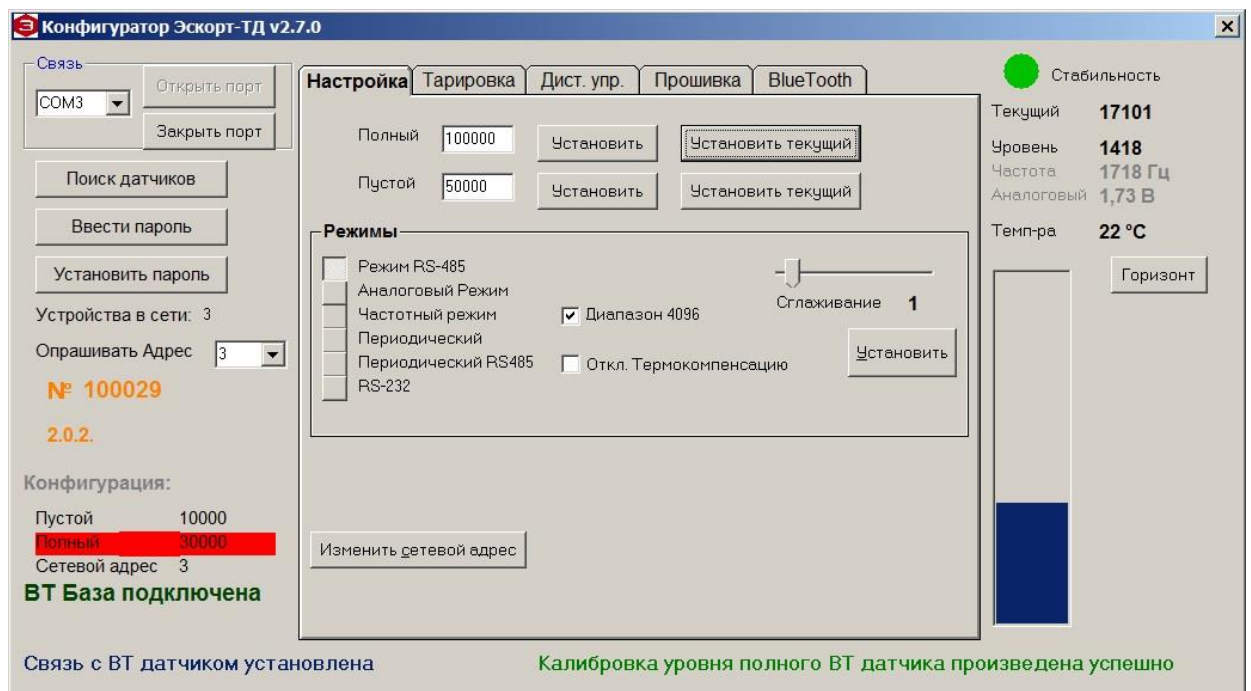 Конфигуратор Эскорт-ТД v2.7.0
Связь
COM3
Открыть порт
Закрыть порт
Поиск датчиков
Ввести пароль
Установить пароль
Устройства в сети: 3
Опрашивать Адрес 3
№ 100029
2.0.2.
Конфигурация:
Пустой 10000
Полный 30000
Сетевой адрес 3
ВТ База подключена
Настройка Тарировка Дист. упр. Прошивка BlueTooth
Полный 100000 Установить Установить текущий
Пустой 50000 Установить Установить текущий
Режимы
Режим RS-485
Аналоговый Режим
Частотный режим
Периодический
Периодический RS485
RS-232
Диапазон 4096
Откл. Термокомпенсацию
Сглаживание 1
Установить
Изменить сетевой адрес
Стабильность
Текущий 17101
Уровень 1418
Частота 1718 Гц
Аналоговый 1,73 В
Темп-ра 22 °C
Горизонт
Связь с ВТ датчиком установлена
Калибровка уровня полного ВТ датчика произведена успешно